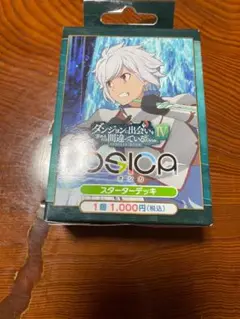 ダンジョンに出会いを
求めるのは
間違っているだろうか
IV
OSICA
スターターデッキ
1個 1,000円(税込)